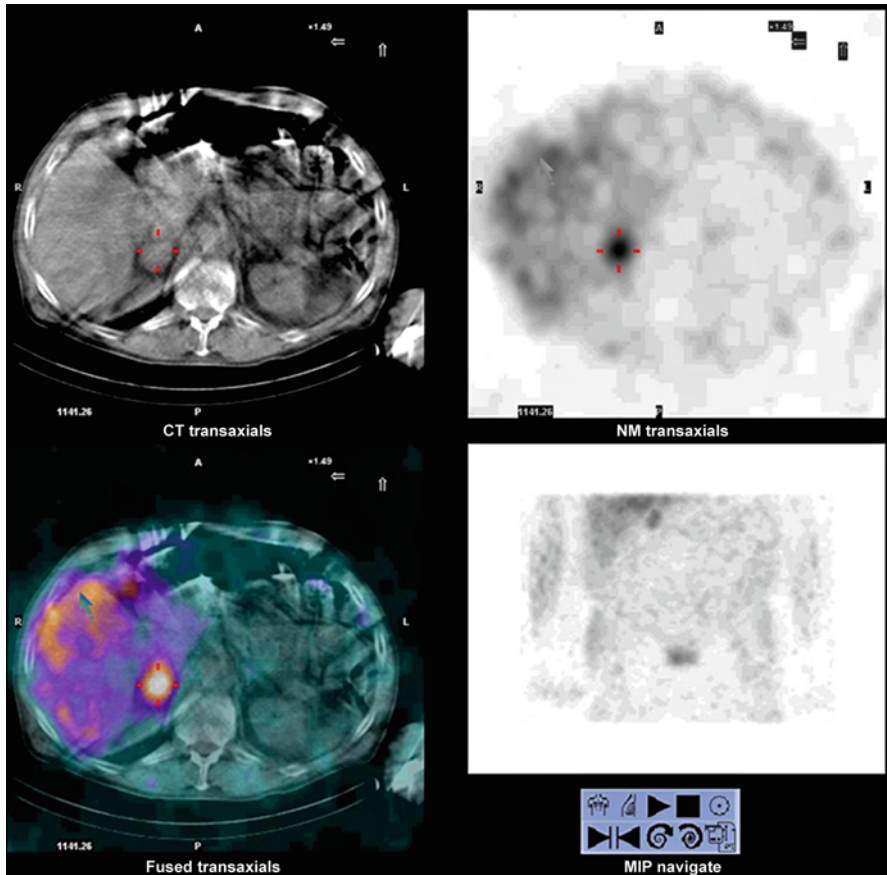 A
×1.49
R
L
1141.26
P
CT transaxials
A
×1.49
R
L
1141.26
P
NM transaxials
A
×1.49
R
L
1141.26
P
Fused transaxials
MIP navigate